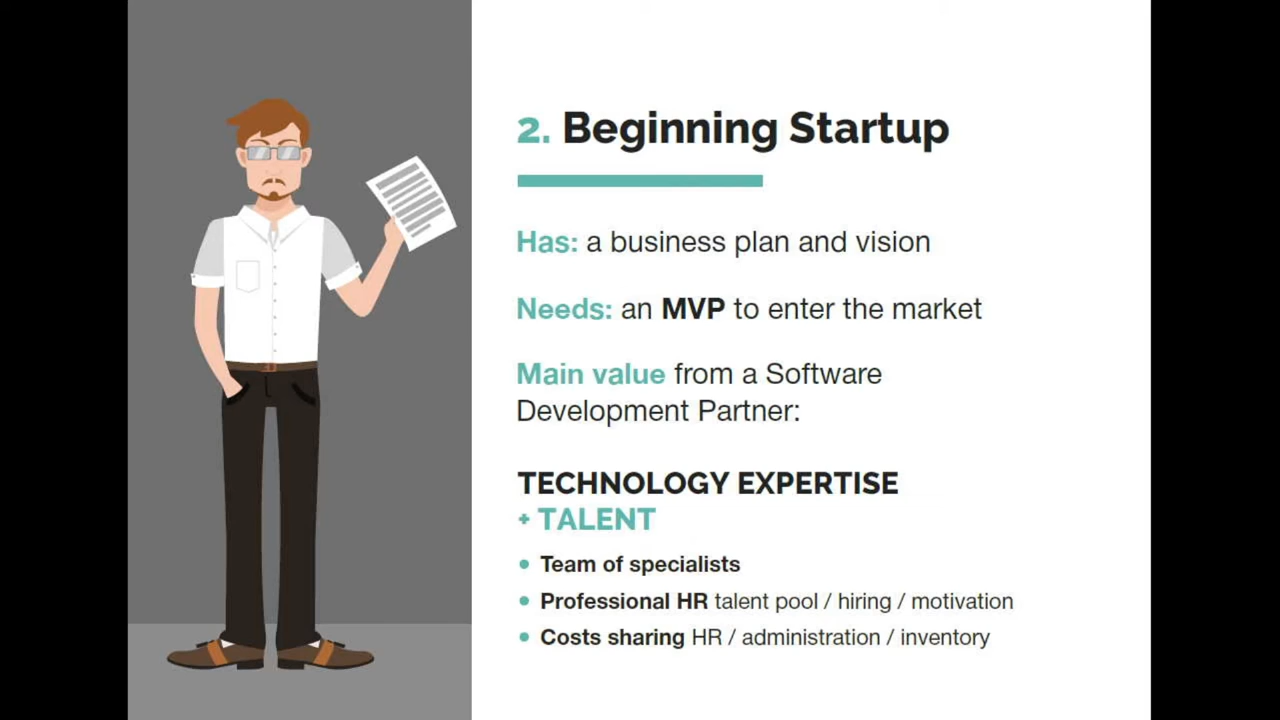 2. Beginning Startup
Has: a business plan and vision
Needs: an MVP to enter the market
Main value from a Software
Development Partner:
TECHNOLOGY EXPERTISE
+ TALENT
• Team of specialists
• Professional HR talent pool / hiring / motivation
• Costs sharing HR / administration / inventory